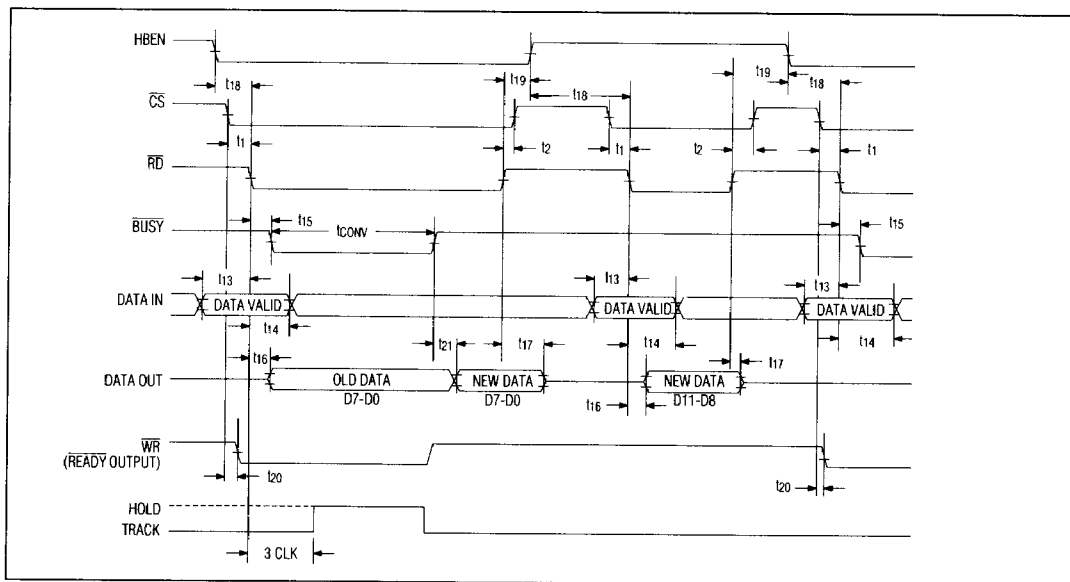 HBEN
t19 t18
t18 t19 t18
CS
t1 t2 t1 t2 t1
RD
t15 t15
BUSY tCONV
t13 t13 t13
DATA IN DATA VALID DATA VALID DATA VALID
t14 t14 t14
t16 t21 t17 t17
DATA OUT OLD DATA NEW DATA NEW DATA
D7-D0 D7-D0 t16 D11-D8
WR
(READY OUTPUT)
t20 t20
HOLD
TRACK
3 CLK